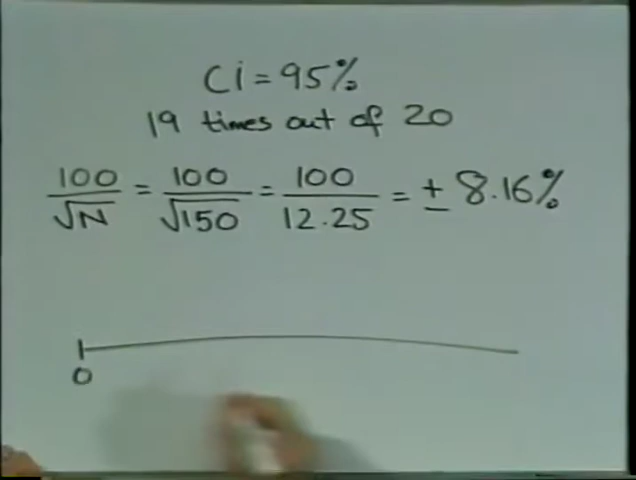 Ci = 95%
19 times out of 20
100/√N = 100/√150 = 100/12.25 = ± 8.16%
0